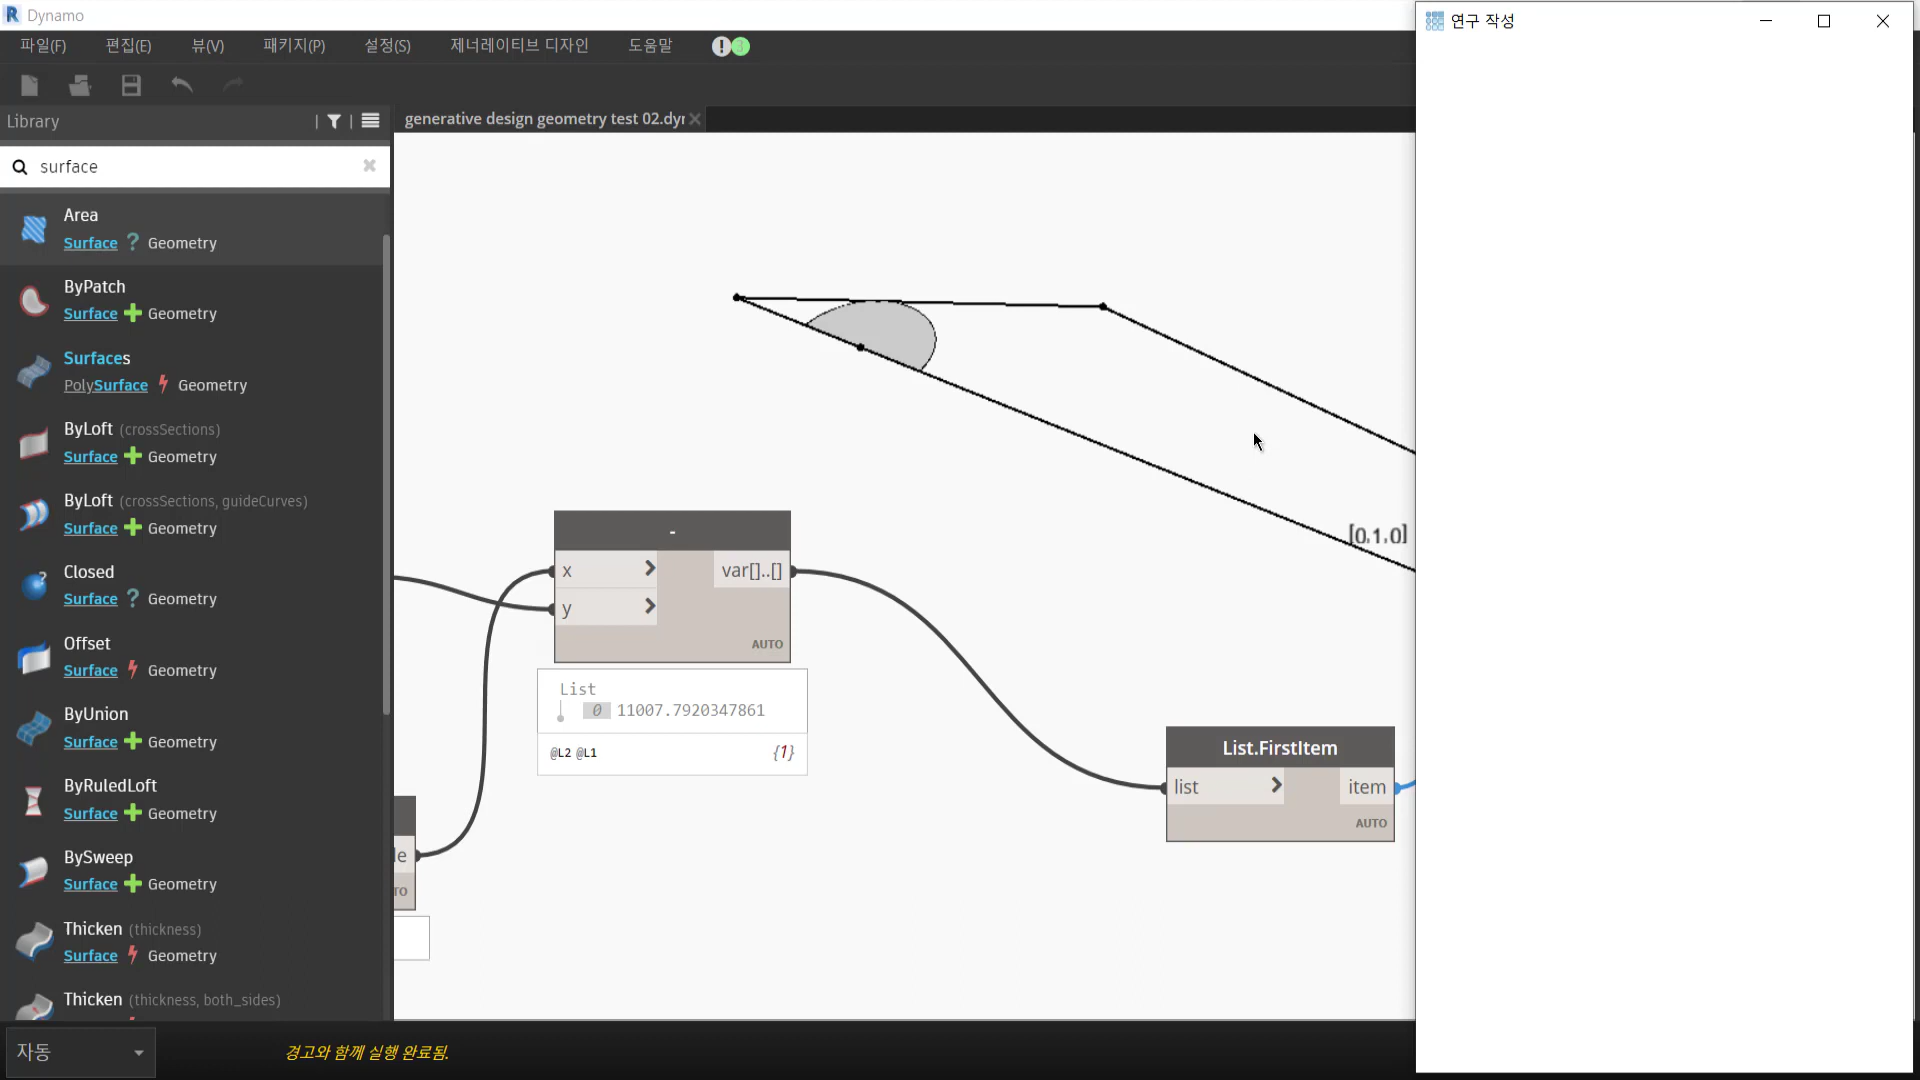 Dynamo
파일(F) 편집(E) 뷰(V) 패키지(P) 설정(S) 제너레이티브 디자인 도움말
연구 작성
Library
generative design geometry test 02.dyn
surface
Area
Surface ? Geometry
ByPatch
Surface Geometry
Surfaces
PolySurface Geometry
ByLoft (crossSections)
Surface Geometry
ByLoft (crossSections, guideCurves)
Surface Geometry
Closed
Surface ? Geometry
Offset
Surface Geometry
ByUnion
Surface Geometry
ByRuledLoft
Surface Geometry
BySweep
Surface Geometry
Thicken (thickness)
Surface Geometry
Thicken (thickness, both_sides)
[0,1,0]
-
x var[]..[]
y
AUTO
List
0 11007.7920347861
@L2 @L1 {1}
List.FirstItem
list item
AUTO
le
TO
자동
경고와 함께 실행 완료됨.